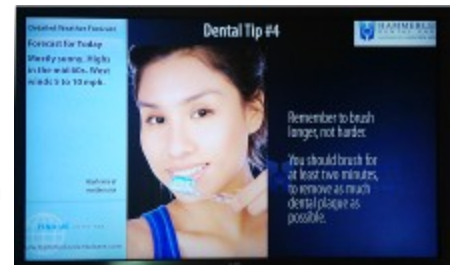 Detailed Weather Forecast
Forecast for Today
Mostly sunny. Highs
in the mid 80s. West
winds 5 to 10 mph.
Dental Tip #4
Remember to brush
longer, not harder.
You should brush for
at least two minutes,
to remove as much
dental plaque as
possible.